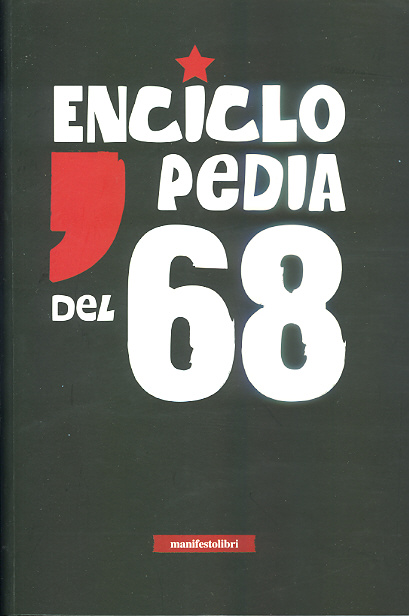 ENCICLO
PEDIA
DEL '68
manifestolibri